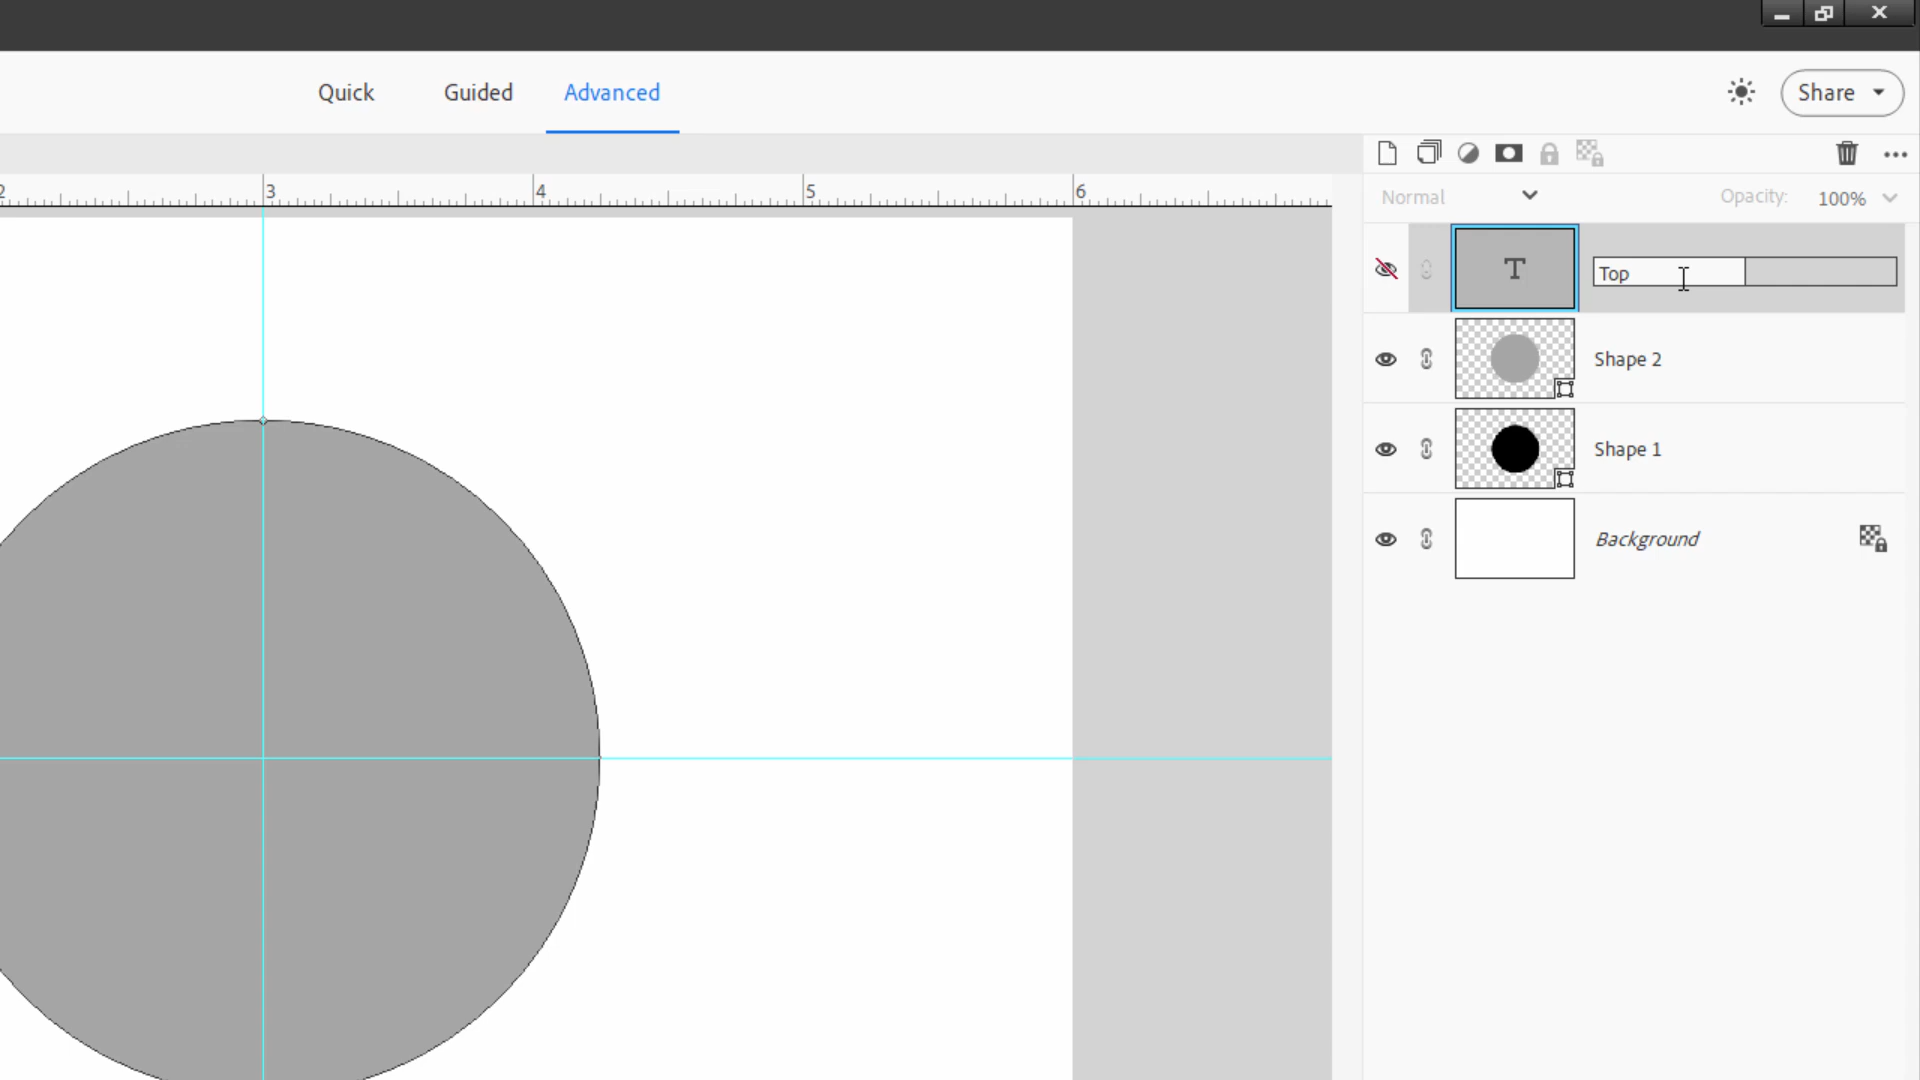 Quick Guided Advanced
Share
2 3 4 5 6
Normal Opacity: 100%
T Top
Shape 2
Shape 1
Background